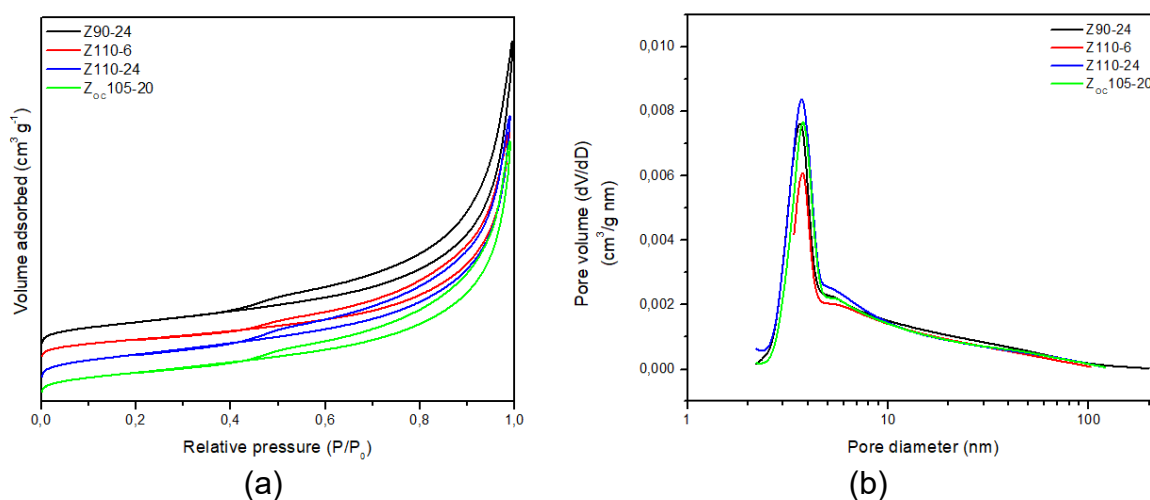 Z90-24
Z110-6
Z110-24
Z_OC105-20
Volume adsorbed (cm³ g⁻¹)
0,0 0,2 0,4 0,6 0,8 1,0
Relative pressure (P/P₀)
(a)
Z90-24
Z110-6
Z110-24
Z_OC105-20
Pore volume (dV/dD)
(cm³/g nm)
0,010
0,008
0,006
0,004
0,002
0,000
1 10 100
Pore diameter (nm)
(b)